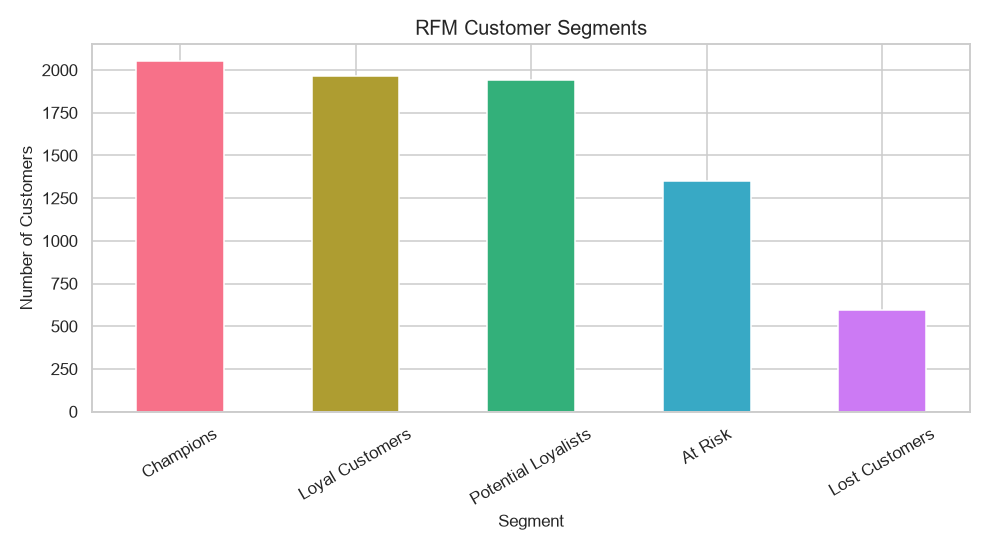 RFM Customer Segments
Number of Customers
2000
1750
1500
1250
1000
750
500
250
0
Champions
Loyal Customers
Potential Loyalists
At Risk
Lost Customers
Segment